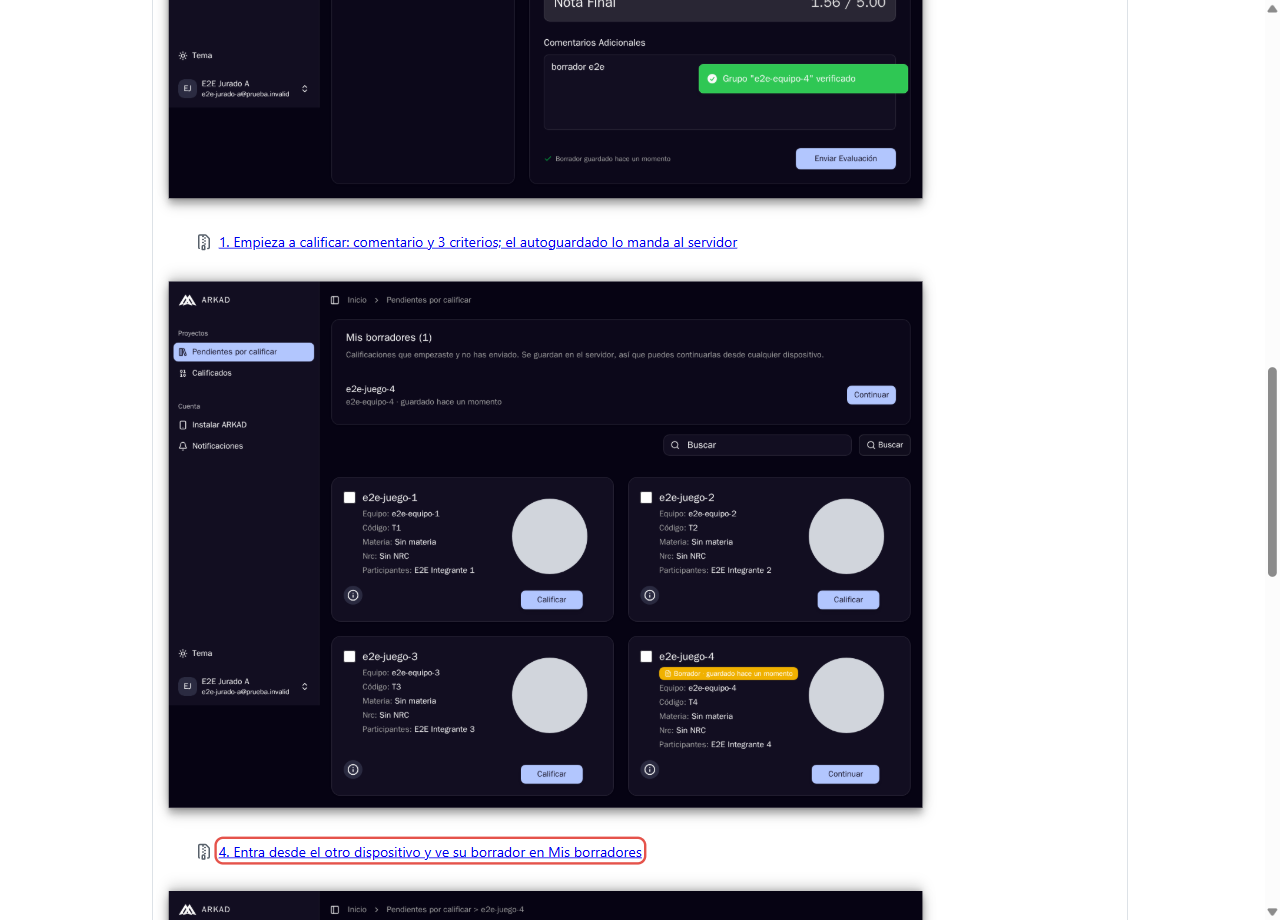 Nota Final 1.56 / 5.00
Comentarios Adicionales
borrador e2e
Grupo "e2e-equipo-4" verificado
Tema
EJ
E2E Jurado A
e2e-jurado-a@prueba.invalid
Borrador guardado hace un momento
Enviar Evaluación
1. Empieza a calificar: comentario y 3 criterios; el autoguardado lo manda al servidor
ARKAD
Proyectos
Pendientes por calificar
Calificados
Cuenta
Instalar ARKAD
Notificaciones
Tema
EJ
E2E Jurado A
e2e-jurado-a@prueba.invalid
Inicio > Pendientes por calificar
Mis borradores (1)
Calificaciones que empezaste y no has enviado. Se guardan en el servidor, así que puedes continuarlas desde cualquier dispositivo.
e2e-juego-4
e2e-equipo-4 · guardado hace un momento
Continuar
Buscar
Buscar
e2e-juego-1
Equipo: e2e-equipo-1
Código: T1
Materia: Sin materia
Nrc: Sin NRC
Participantes: E2E Integrante 1
Calificar
e2e-juego-2
Equipo: e2e-equipo-2
Código: T2
Materia: Sin materia
Nrc: Sin NRC
Participantes: E2E Integrante 2
Calificar
e2e-juego-3
Equipo: e2e-equipo-3
Código: T3
Materia: Sin materia
Nrc: Sin NRC
Participantes: E2E Integrante 3
Calificar
e2e-juego-4
Borrador · guardado hace un momento
Equipo: e2e-equipo-4
Código: T4
Materia: Sin materia
Nrc: Sin NRC
Participantes: E2E Integrante 4
Continuar
4. Entra desde el otro dispositivo y ve su borrador en Mis borradores
ARKAD
Inicio > Pendientes por calificar > e2e-juego-4